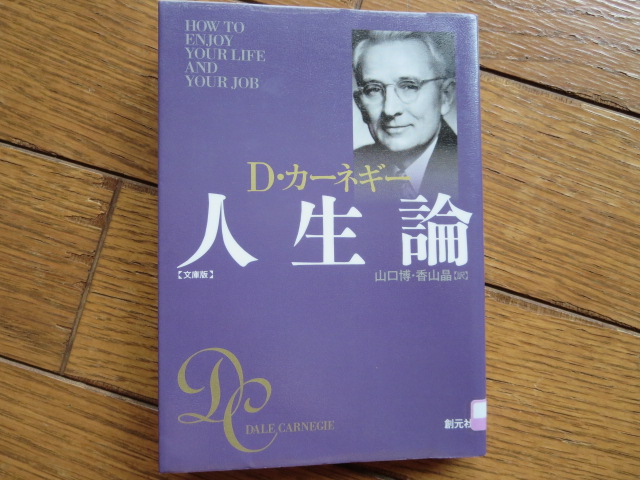 HOW TO
ENJOY
YOUR LIFE
AND
YOUR JOB
D・カーネギー
人生論
【文庫版】
山口博・香山晶【訳】
DC
DALE CARNEGIE
創元社